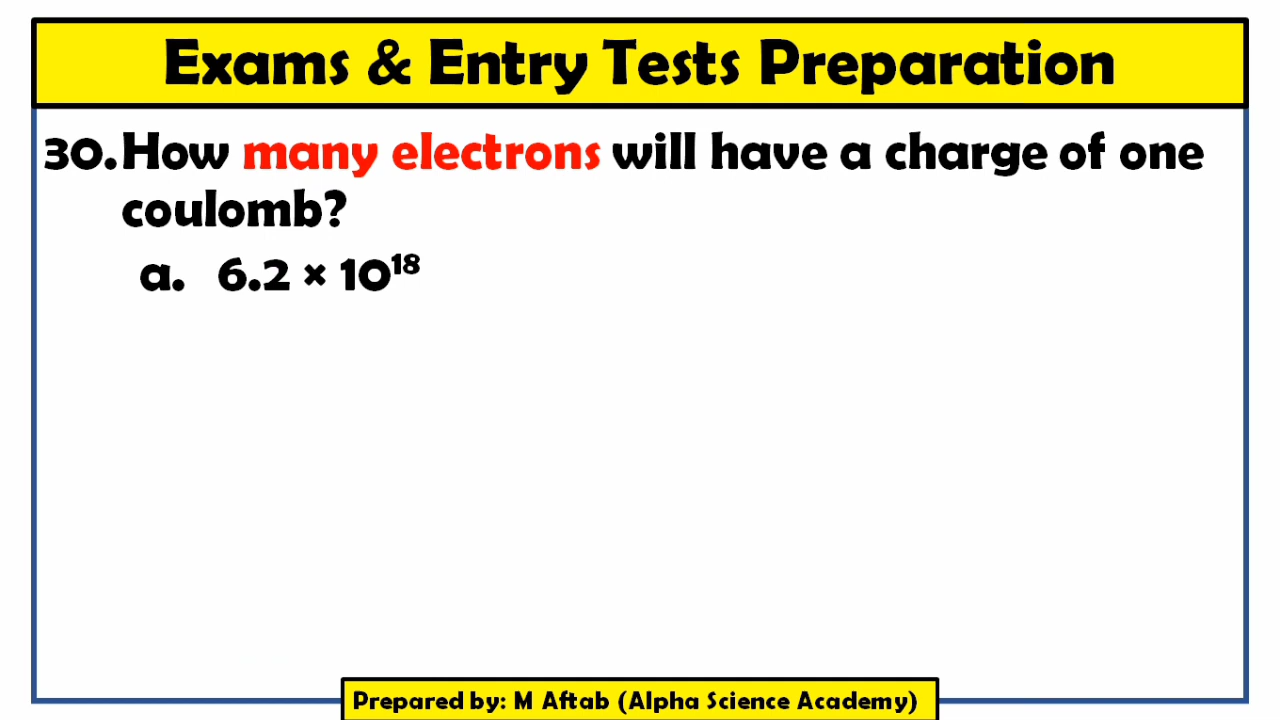 Exams & Entry Tests Preparation
30. How many electrons will have a charge of one
coulomb?
a. 6.2 × 10¹⁸
Prepared by: M Aftab (Alpha Science Academy)